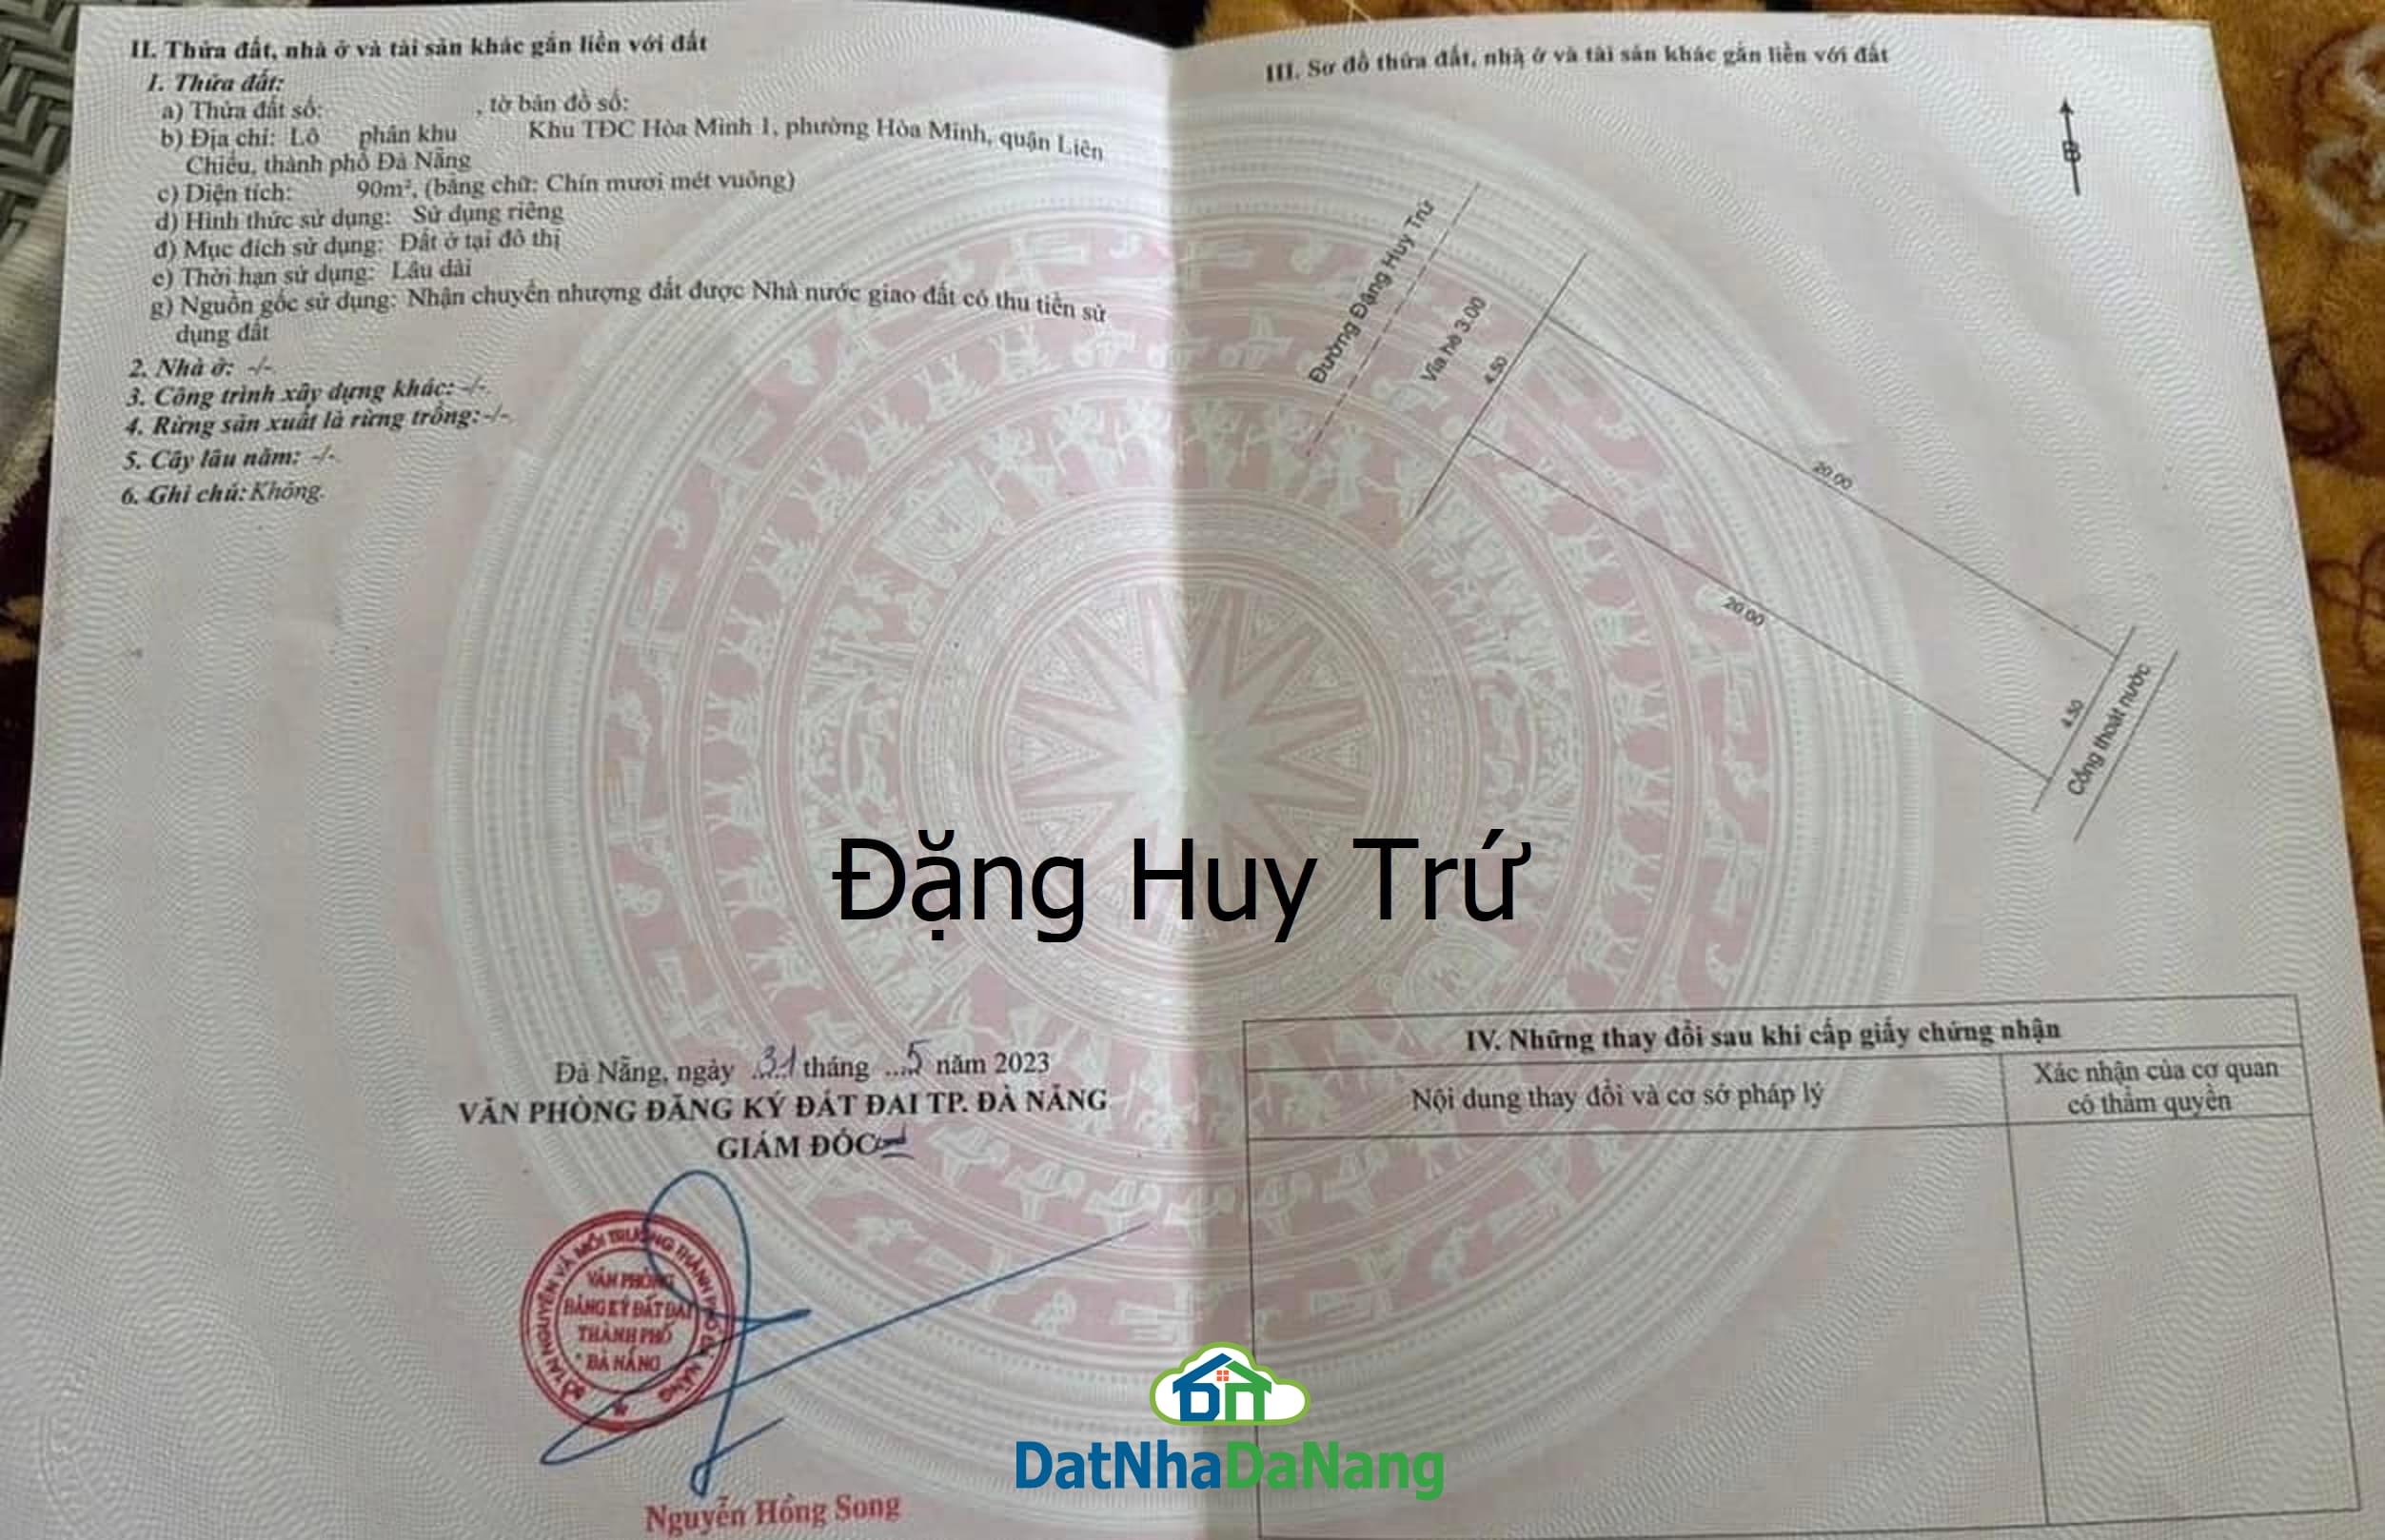 II. Thửa đất, nhà ở và tài sản khác gắn liền với đất
1. Thửa đất:
a) Thửa đất số: , tờ bản đồ số:
b) Địa chỉ: Lô phân khu Khu TĐC Hòa Minh 1, phường Hòa Minh, quận Liên
Chiểu, thành phố Đà Nẵng
c) Diện tích: 90m², (bằng chữ: Chín mươi mét vuông)
d) Hình thức sử dụng: Sử dụng riêng
đ) Mục đích sử dụng: Đất ở tại đô thị
e) Thời hạn sử dụng: Lâu dài
g) Nguồn gốc sử dụng: Nhận chuyển nhượng đất được Nhà nước giao đất có thu tiền sử
dụng đất
2. Nhà ở: -/-
3. Công trình xây dựng khác: -/-.
4. Rừng sản xuất là rừng trồng:-/-.
5. Cây lâu năm: -/-.
6. Ghi chú: Không.
III. Sơ đồ thửa đất, nhà ở và tài sản khác gắn liền với đất
B
Đường Đặng Huy Trứ
Vỉa hè 3.00
4.50
20.00
20.00
4.50
Cống thoát nước
Đặng Huy Trứ
Đà Nẵng, ngày 31 tháng ...5 năm 2023
VĂN PHÒNG ĐĂNG KÝ ĐẤT ĐAI TP. ĐÀ NẴNG
GIÁM ĐỐC
SỞ TÀI NGUYÊN VÀ MÔI TRƯỜNG THÀNH PHỐ ĐÀ NẴNG
VĂN PHÒNG
ĐĂNG KÝ ĐẤT ĐAI
THÀNH PHỐ
ĐÀ NẴNG
Nguyễn Hồng Song
IV. Những thay đổi sau khi cấp giấy chứng nhận
Nội dung thay đổi và cơ sở pháp lý
Xác nhận của cơ quan
có thẩm quyền
DN
DatNhaDaNang